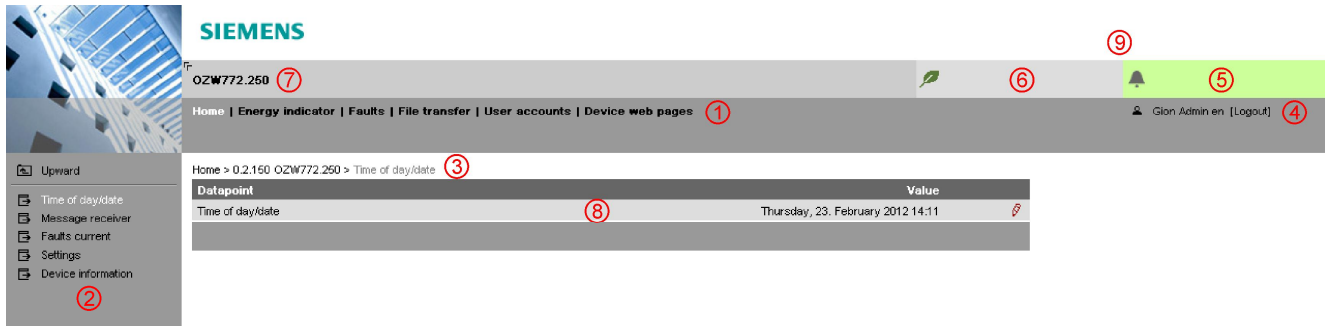 SIEMENS
⑨
OZW772.250 ⑦ ⑥ ⑤
Home | Energy indicator | Faults | File transfer | User accounts | Device web pages ① Gion Admin en [Logout] ④
Upward
Home > 0.2.150 OZW772.250 > Time of day/date ③
Datapoint Value
Time of day/date Thursday, 23. February 2012 14:11
⑧
Time of day/date
Message receiver
Faults current
Settings
Device information
②